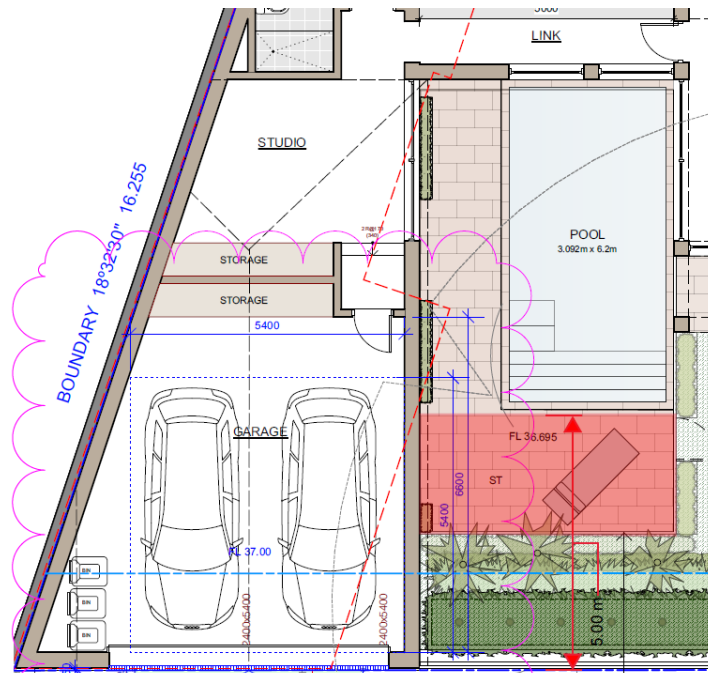 3000
LINK
STUDIO
BOUNDARY 18°32'30" 16.255
POOL
3.092m x 6.2m
STORAGE
STORAGE
5400
GARAGE
FL 36.695
ST
6600
5400
FL 37.00
BIN
BIN
BIN
2400x5400
2400x5400
5.00 m